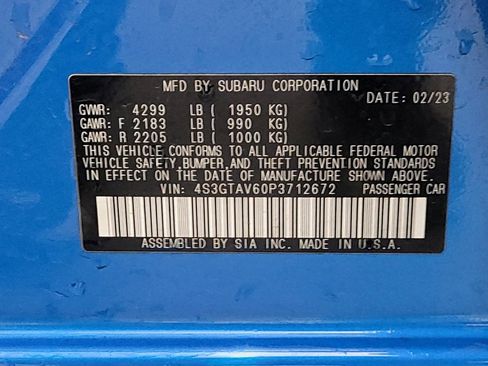 MFD BY SUBARU CORPORATION
DATE: 02/23
GVWR: 4299 LB ( 1950 KG)
GAWR: F 2183 LB ( 990 KG)
GAWR: R 2205 LB ( 1000 KG)
THIS VEHICLE CONFORMS TO ALL APPLICABLE FEDERAL MOTOR
VEHICLE SAFETY,BUMPER,AND THEFT PREVENTION STANDARDS
IN EFFECT ON THE DATE OF MANUFACTURE SHOWN ABOVE.
VIN: 4S3GTAV60P3712672 PASSENGER CAR
ASSEMBLED BY SIA INC. MADE IN U.S.A.